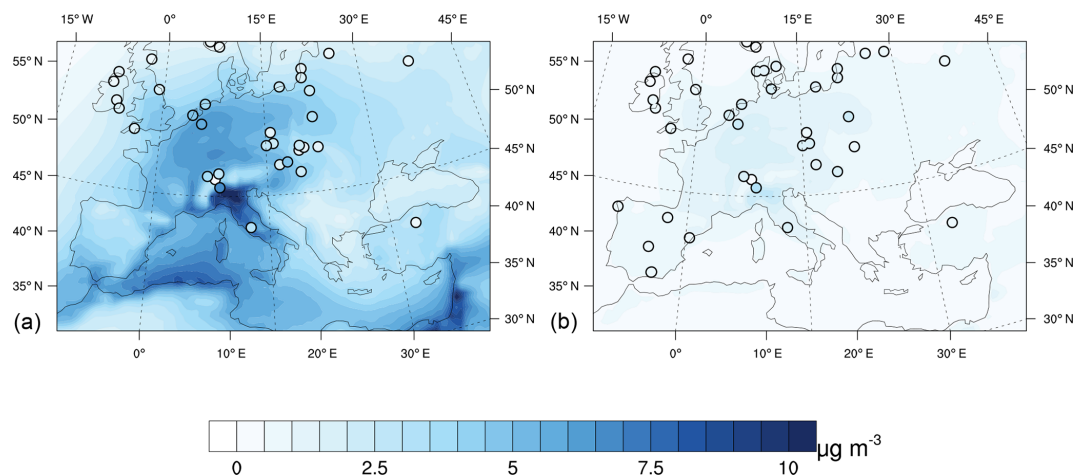 15° W 0° 15° E 30° E 45° E 15° W 0° 15° E 30° E 45° E
55° N 50° N 45° N 40° N 35° N
50° N 45° N 40° N 35° N 30° N
55° N 50° N 45° N 40° N 35° N
50° N 45° N 40° N 35° N 30° N
(a) (b)
0° 10° E 20° E 30° E 0° 10° E 20° E 30° E
µg m⁻³
0 2.5 5 7.5 10